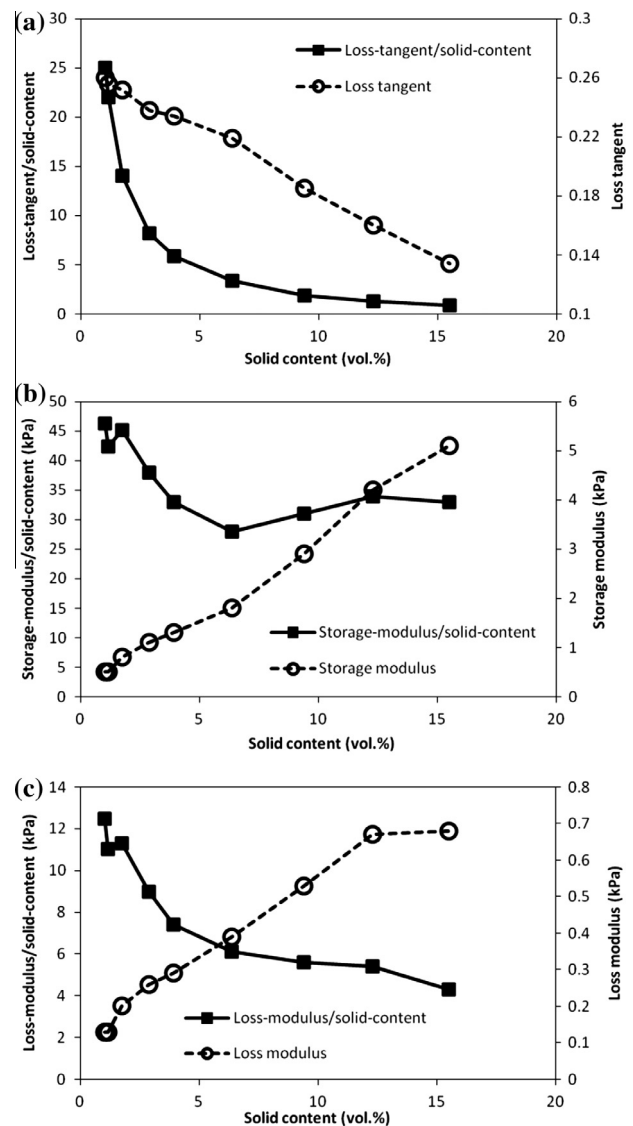 (a)
30
25
20
15
10
5
0
Loss-tangent/solid-content
0.3
0.26
0.22
0.18
0.14
0.1
Loss tangent
Loss-tangent/solid-content
Loss tangent
0 5 10 15 20
Solid content (vol.%)
(b)
50
45
40
35
30
25
20
15
10
5
0
Storage-modulus/solid-content (kPa)
6
5
4
3
2
1
0
Storage modulus (kPa)
Storage-modulus/solid-content
Storage modulus
0 5 10 15 20
Solid content (vol.%)
(c)
14
12
10
8
6
4
2
0
Loss-modulus/solid-content (kPa)
0.8
0.7
0.6
0.5
0.4
0.3
0.2
0.1
0
Loss modulus (kPa)
Loss-modulus/solid-content
Loss modulus
0 5 10 15 20
Solid content (vol.%)